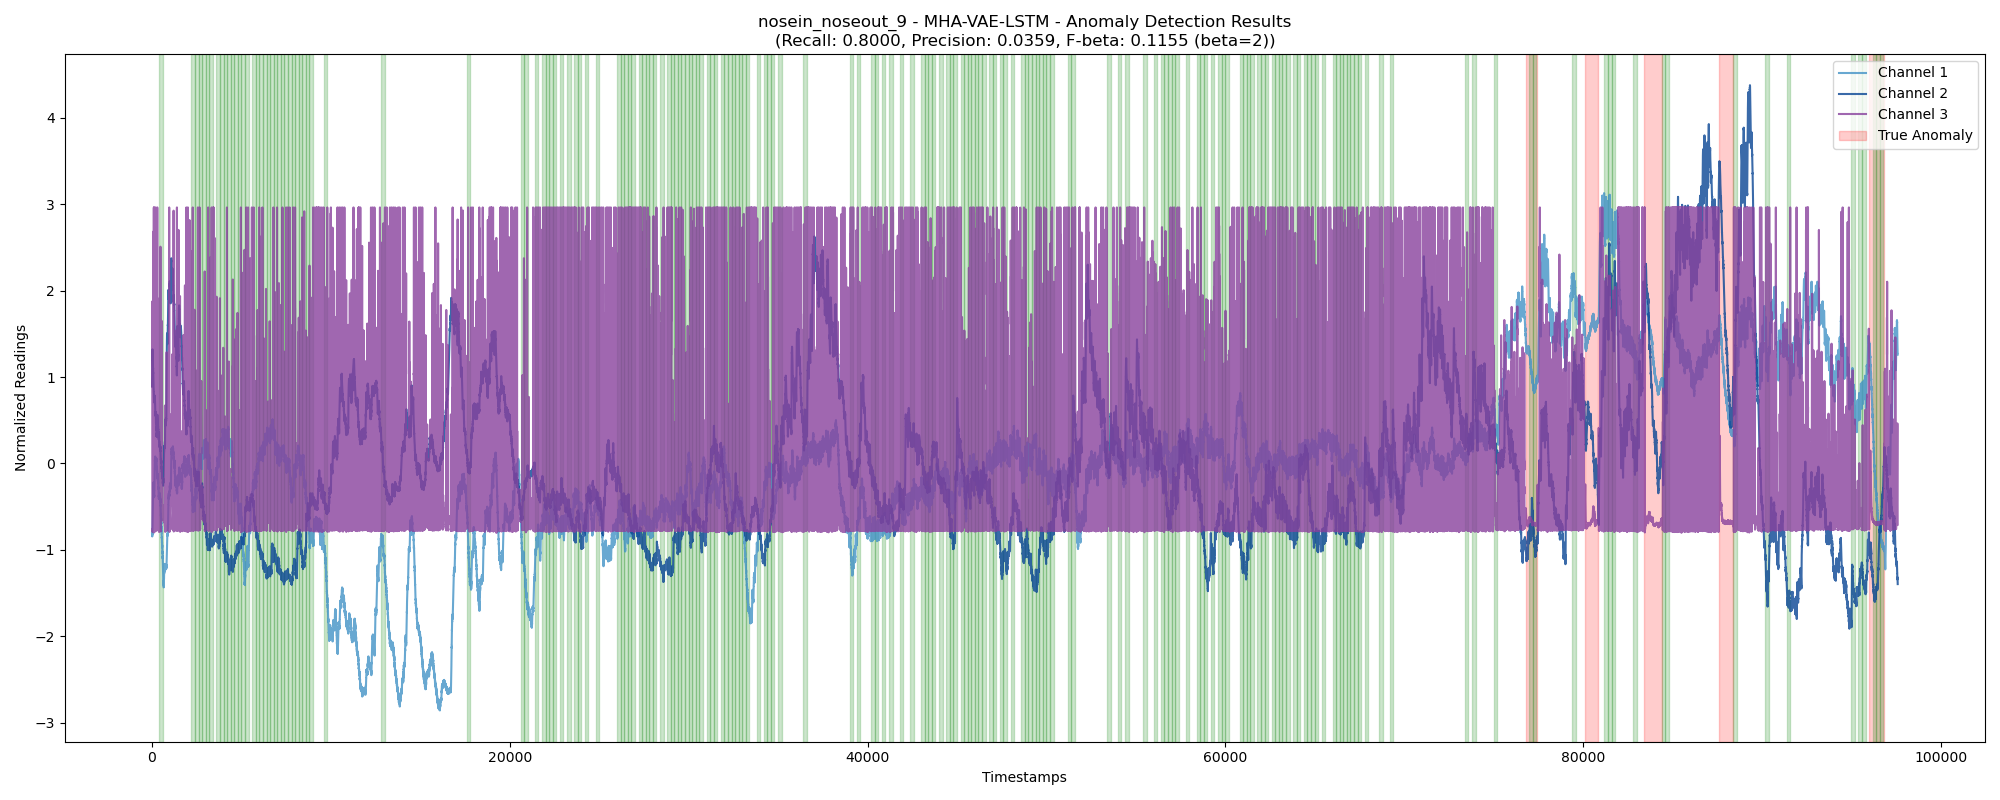 nosein_noseout_9 - MHA-VAE-LSTM - Anomaly Detection Results
(Recall: 0.8000, Precision: 0.0359, F-beta: 0.1155 (beta=2))
Channel 1
Channel 2
Channel 3
True Anomaly
Normalized Readings
4
3
2
1
0
−1
−2
−3
0
20000
40000
60000
80000
100000
Timestamps